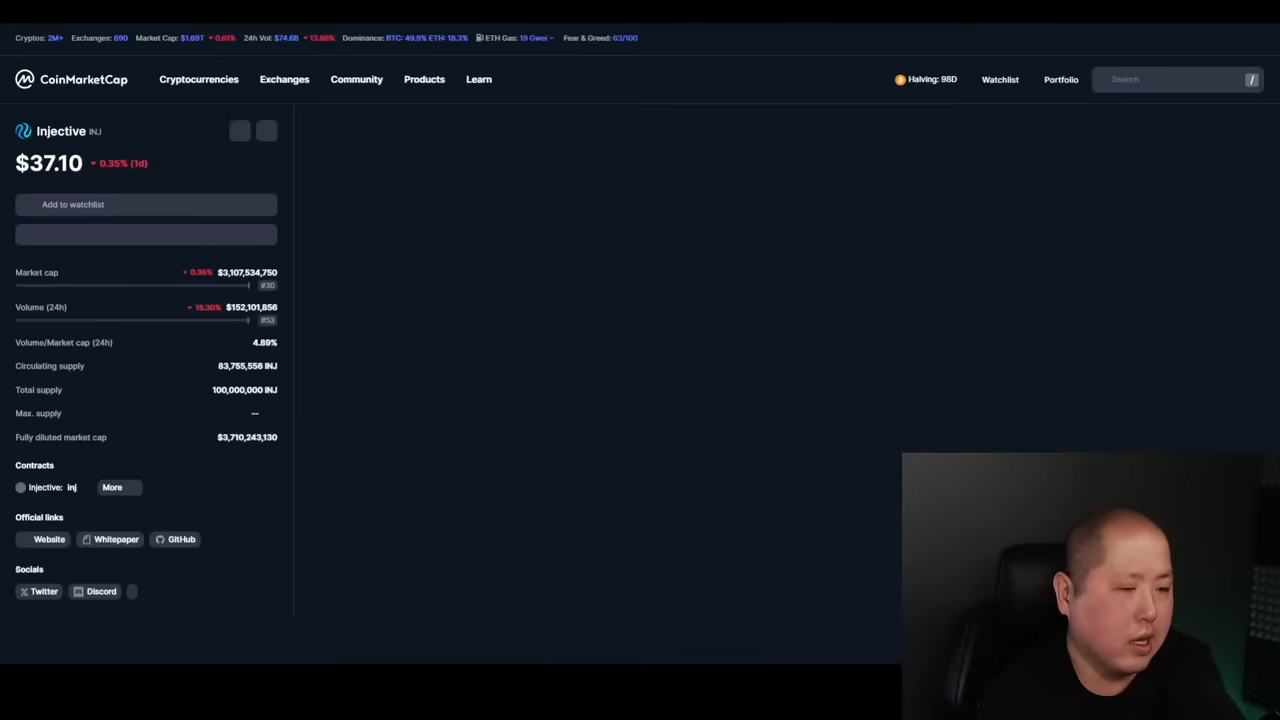 Cryptos: 2M+ Exchanges: 690 Market Cap: $1.69T 0.61% 24h Vol: $74.6B 13.86% Dominance: BTC: 49.9% ETH: 18.3% ETH Gas: 19 Gwei Fear & Greed: 63/100
CoinMarketCap Cryptocurrencies Exchanges Community Products Learn Halving: 98D Watchlist Portfolio Search /
Injective INJ
$37.10 0.35% (1d)
Add to watchlist
Market cap 0.35% $3,107,534,750
#30
Volume (24h) 15.30% $152,101,856
#53
Volume/Market cap (24h) 4.89%
Circulating supply 83,755,556 INJ
Total supply 100,000,000 INJ
Max. supply --
Fully diluted market cap $3,710,243,130
Contracts
Injective: inj More
Official links
Website Whitepaper GitHub
Socials
Twitter Discord